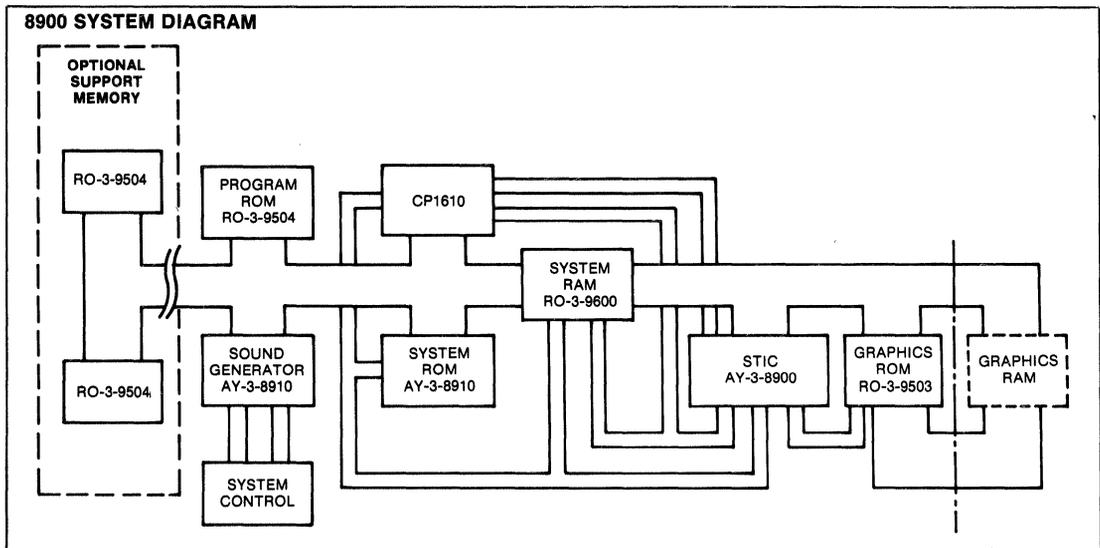 8900 SYSTEM DIAGRAM
OPTIONAL
SUPPORT
MEMORY
RO-3-9504
PROGRAM
ROM
RO-3-9504
CP1610
SYSTEM
RAM
RO-3-9600
RO-3-9504
SOUND
GENERATOR
AY-3-8910
SYSTEM
ROM
AY-3-8910
STIC
AY-3-8900
GRAPHICS
ROM
RO-3-9503
GRAPHICS
RAM
SYSTEM
CONTROL